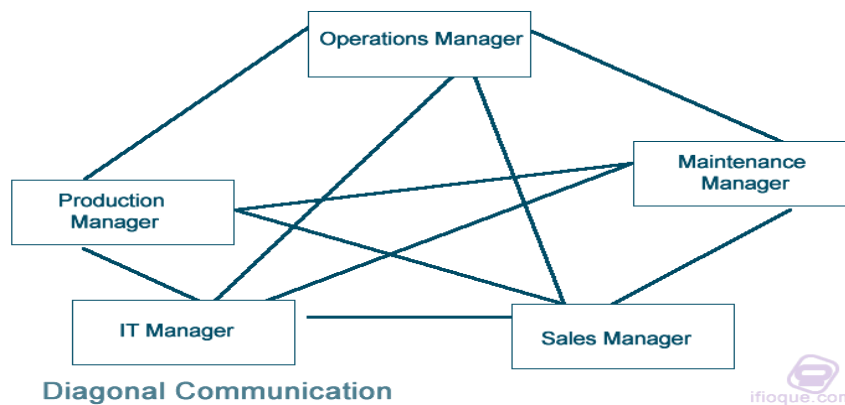 Operations Manager
Maintenance
Manager
Production
Manager
IT Manager
Sales Manager
Diagonal Communication
ifioque.com